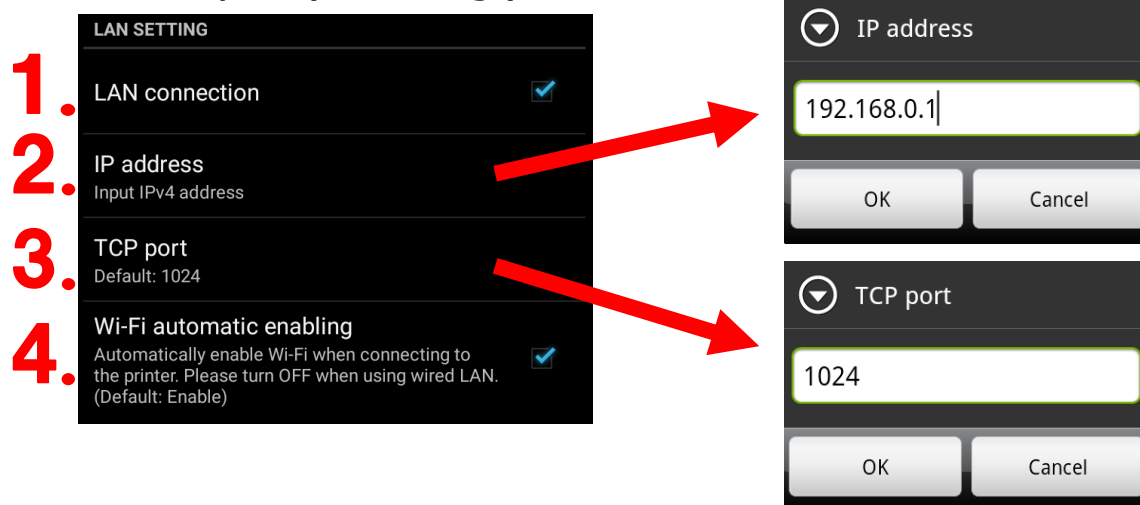 LAN SETTING
1.
LAN connection
2.
IP address
Input IPv4 address
3.
TCP port
Default: 1024
4.
Wi-Fi automatic enabling
Automatically enable Wi-Fi when connecting to
the printer. Please turn OFF when using wired LAN.
(Default: Enable)
IP address
192.168.0.1
OK Cancel
TCP port
1024
OK Cancel